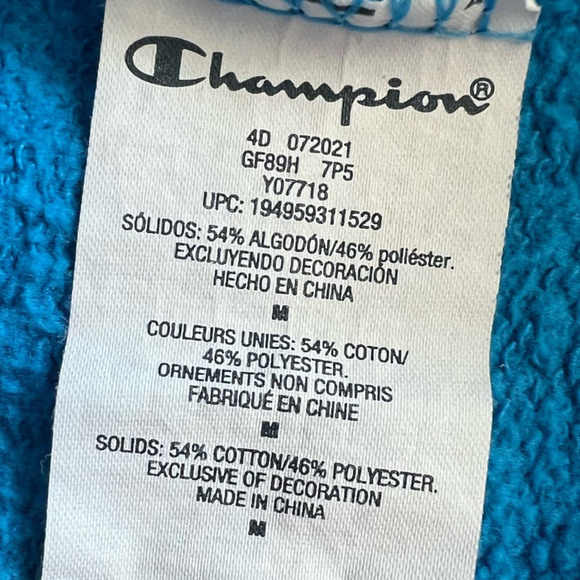 Champion®
4D 072021
GF89H 7P5
Y07718
UPC: 194959311529
SÓLIDOS: 54% ALGODÓN/46% poliéster.
EXCLUYENDO DECORACIÓN
HECHO EN CHINA
M
COULEURS UNIES: 54% COTON/
46% POLYESTER.
ORNEMENTS NON COMPRIS
FABRIQUÉ EN CHINE
M
SOLIDS: 54% COTTON/46% POLYESTER.
EXCLUSIVE OF DECORATION
MADE IN CHINA
M